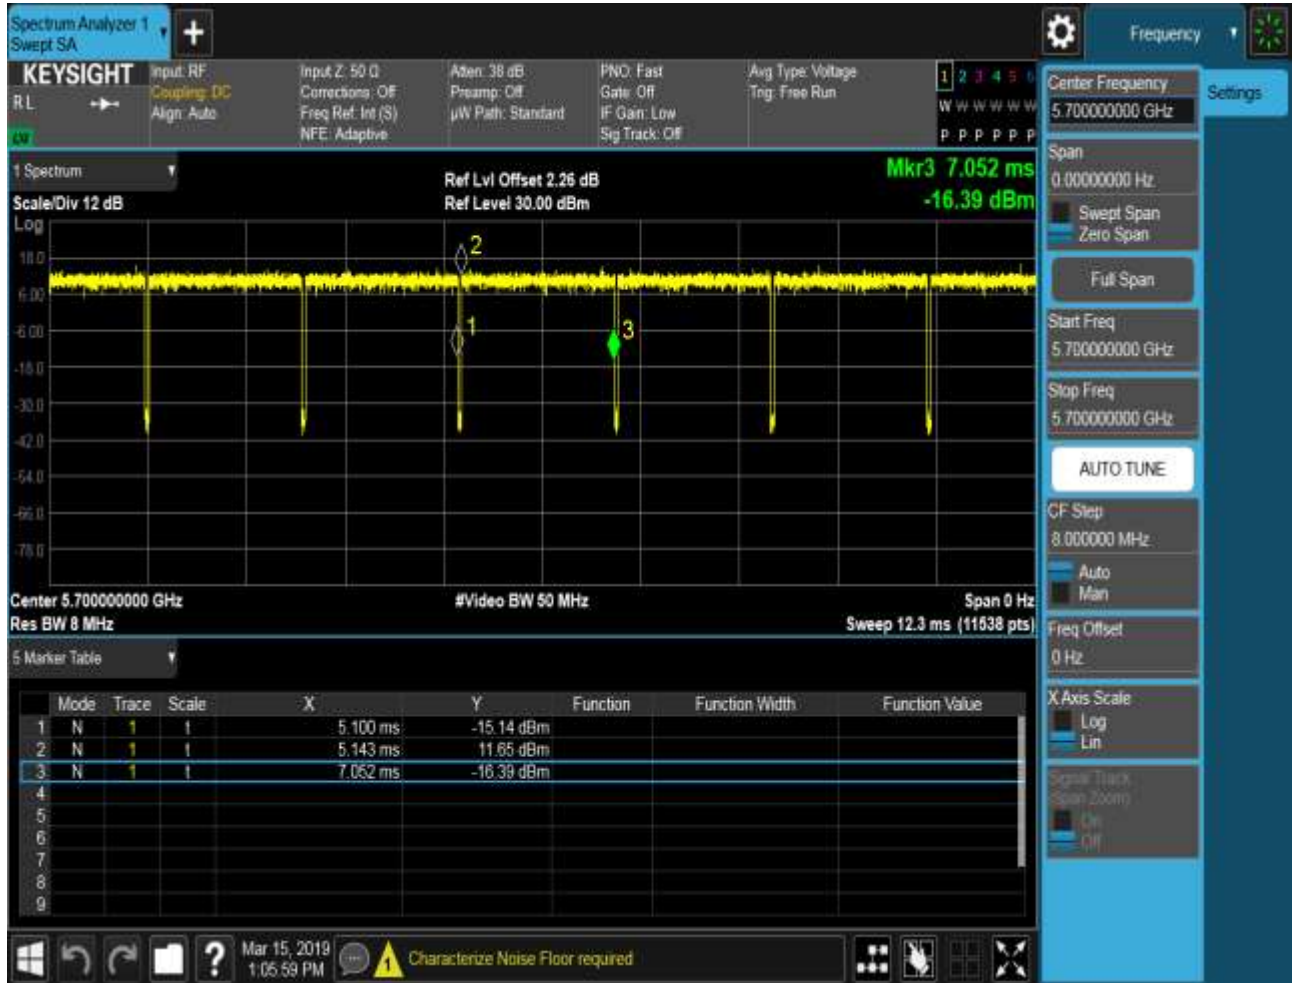 Spectrum Analyzer 1
Swept SA
+
Frequency
KEYSIGHT
R L
Input: RF
Coupling: DC
Align: Auto
Input Z: 50 Ω
Corrections: Off
Freq Ref: Int (S)
NFE: Adaptive
Atten: 38 dB
Preamp: Off
µW Path: Standard
PNO: Fast
Gate: Off
IF Gain: Low
Sig Track: Off
Avg Type: Voltage
Trig: Free Run
1 2 3 4 5 6
W W W W W W
P P P P P P
1 Spectrum
Scale/Div 12 dB
Ref Lvl Offset 2.26 dB
Ref Level 30.00 dBm
Mkr3 7.052 ms
-16.39 dBm
Log
18.0
6.00
-6.00
-18.0
-30.0
-42.0
-54.0
-66.0
-78.0
2
1
3
Center 5.700000000 GHz
#Video BW 50 MHz
Span 0 Hz
Res BW 8 MHz
Sweep 12.3 ms (11538 pts)
5 Marker Table
Mode Trace Scale X Y Function Function Width Function Value
1 N 1 t 5.100 ms -15.14 dBm
2 N 1 t 5.143 ms 11.65 dBm
3 N 1 t 7.052 ms -16.39 dBm
4
5
6
7
8
9
Center Frequency
5.700000000 GHz
Settings
Span
0.00000000 Hz
Swept Span
Zero Span
Full Span
Start Freq
5.700000000 GHz
Stop Freq
5.700000000 GHz
AUTO TUNE
CF Step
8.000000 MHz
Auto
Man
Freq Offset
0 Hz
X Axis Scale
Log
Lin
Signal Track
(Span Zoom)
On
Off
?
Mar 15, 2019
1:05:59 PM
1
Characterize Noise Floor required